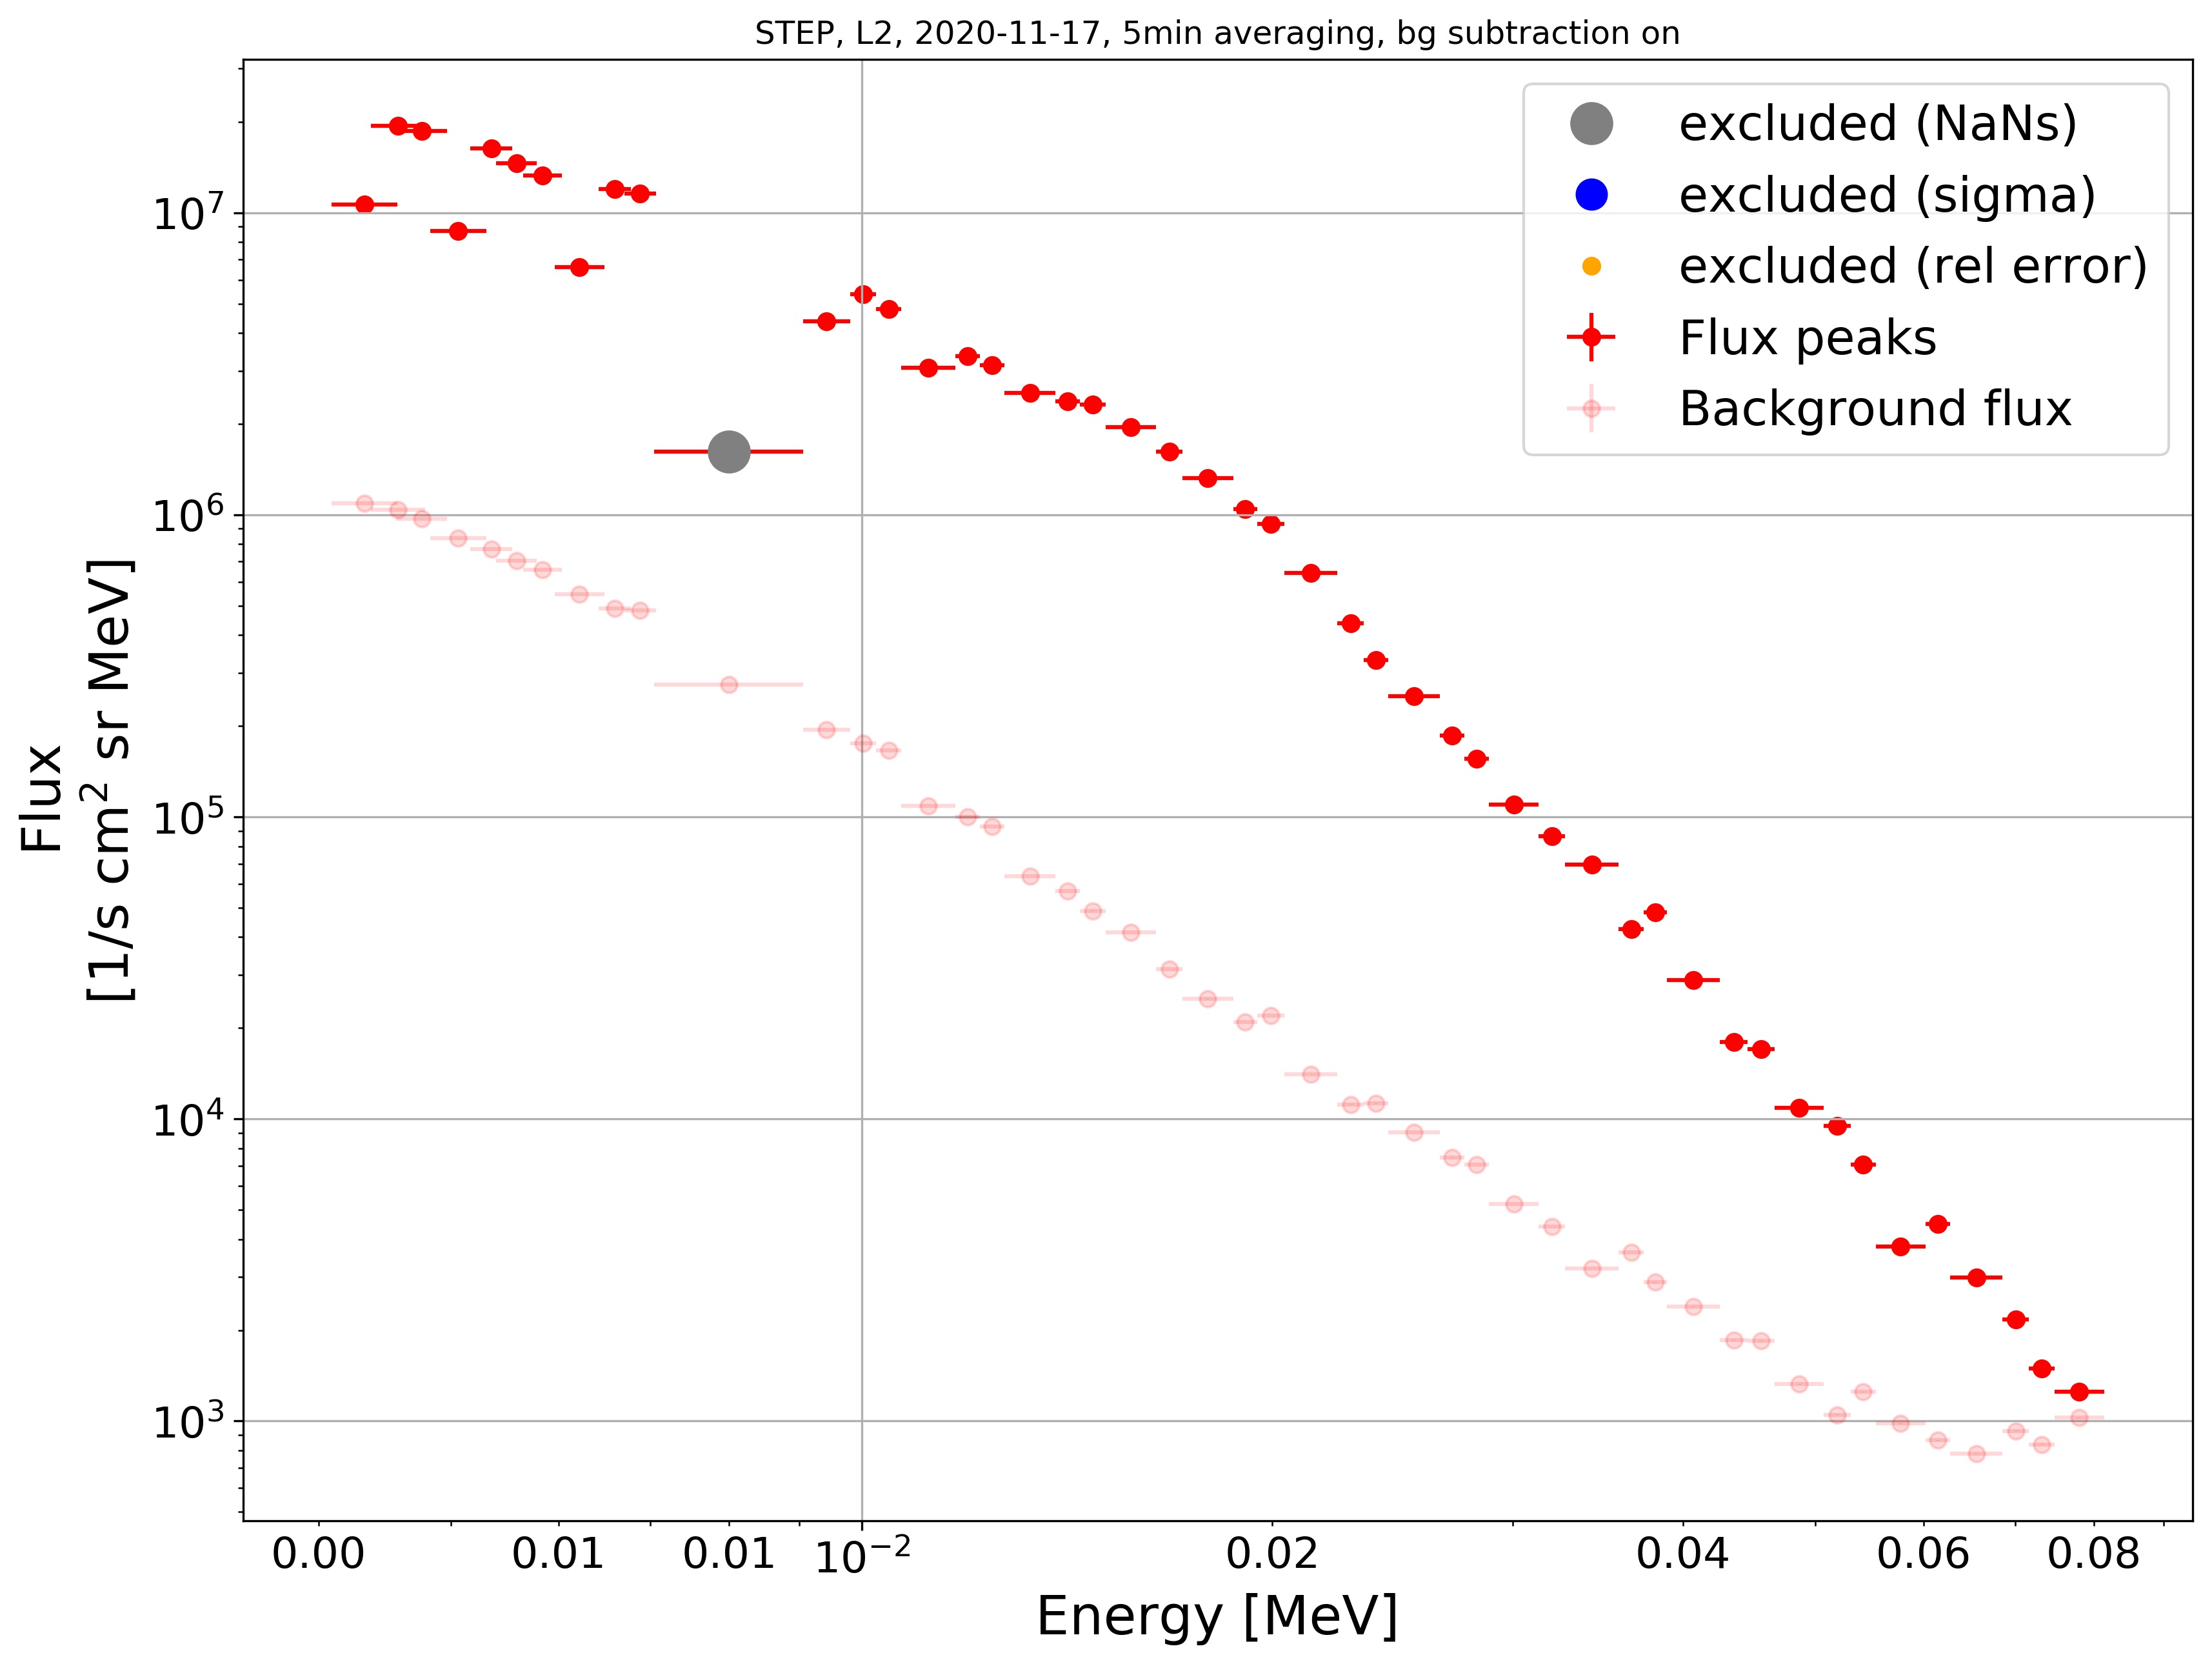 STEP, L2, 2020-11-17, 5min averaging, bg subtraction on
excluded (NaNs)
excluded (sigma)
excluded (rel error)
Flux peaks
Background flux
Flux
[1/s cm² sr MeV]
10⁷
10⁶
10⁵
10⁴
10³
0.00 0.01 0.01 10⁻² 0.02 0.04 0.06 0.08
Energy [MeV]